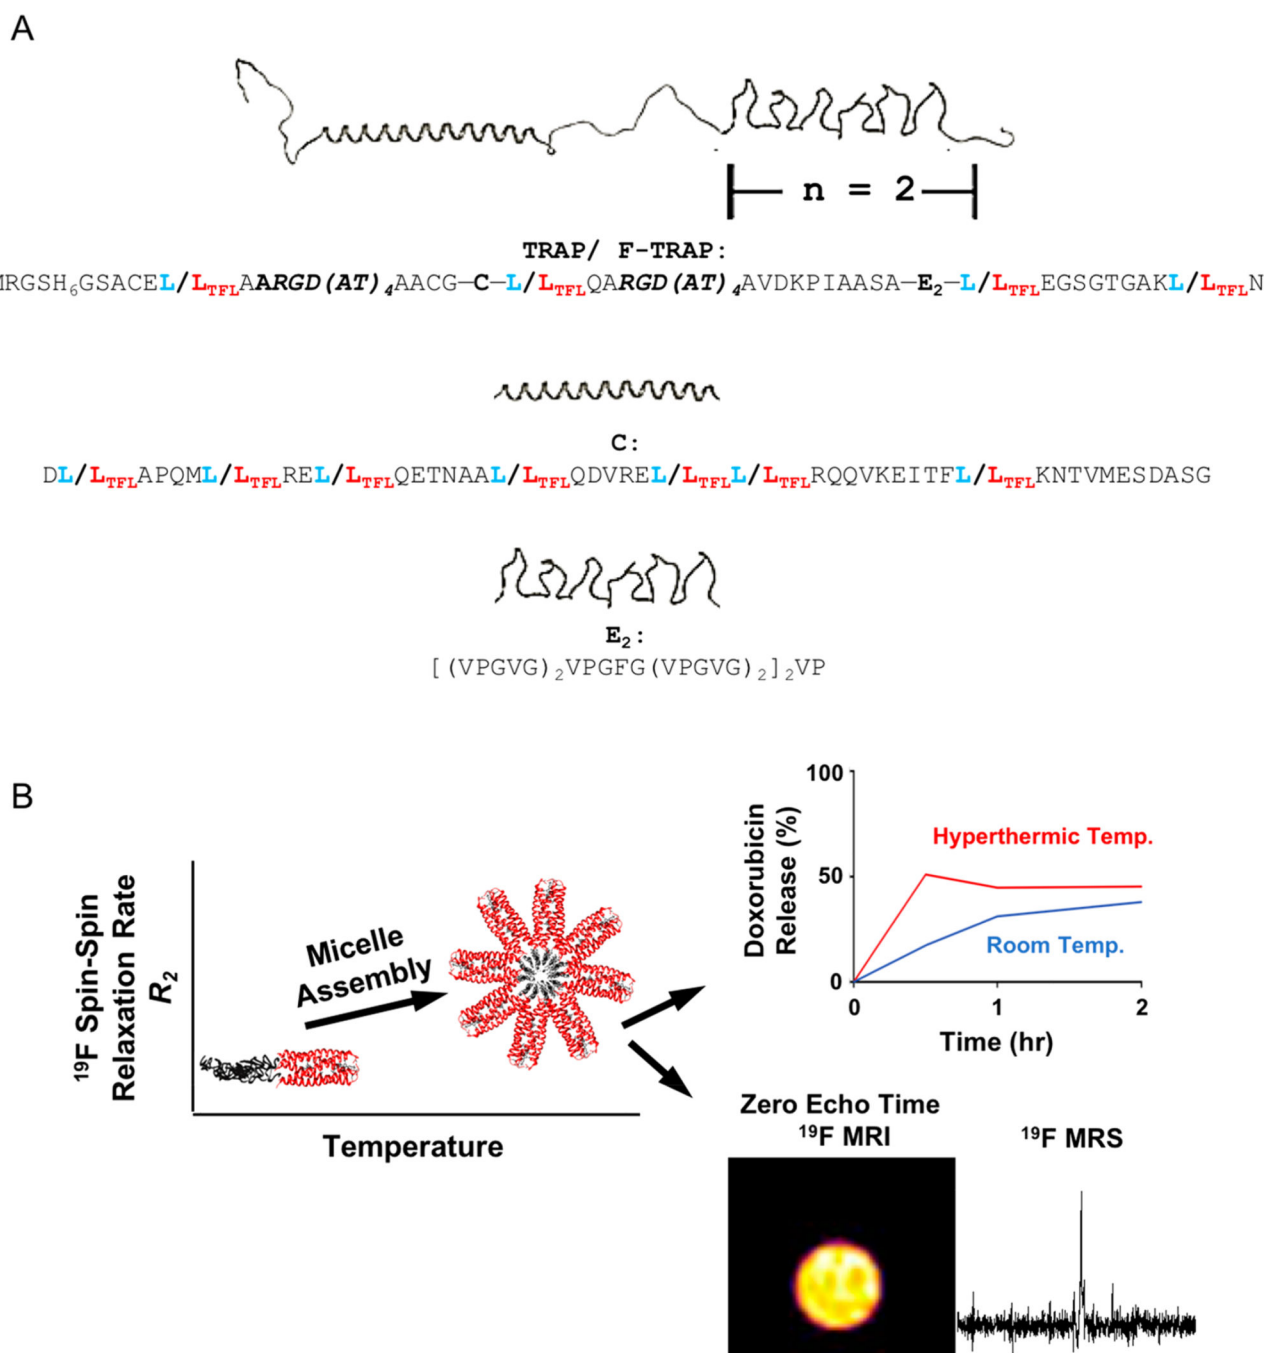 A
n = 2
TRAP/ F-TRAP:
MRGSH6GSACEL/LTFLAARGD(AT)4AACG—C—L/LTFLQARGD(AT)4AVDKPIAASA—E2—L/LTFLEGSGTGAKL/LTFLN
C:
DL/LTFLAPQML/LTFLREL/LTFLQETNAAL/LTFLQDVREL/LTFLL/LTFLRQQVKEITFL/LTFLKNTVMESDASG
E2:
[(VPGVG)2VPGFG(VPGVG)2]2VP
B
19F Spin-Spin
Relaxation Rate
R2
Micelle
Assembly
Temperature
Doxorubicin
Release (%)
100
50
0
Hyperthermic Temp.
Room Temp.
0 1 2
Time (hr)
Zero Echo Time
19F MRI
19F MRS